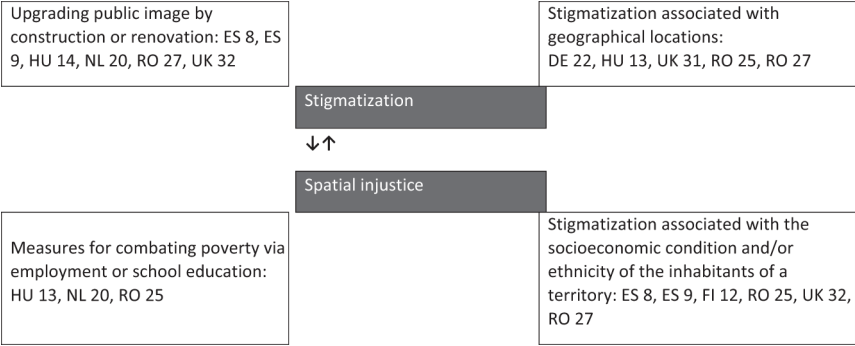 Upgrading public image by
construction or renovation: ES 8, ES
9, HU 14, NL 20, RO 27, UK 32
Stigmatization associated with
geographical locations:
DE 22, HU 13, UK 31, RO 25, RO 27
Stigmatization
↓↑
Spatial injustice
Measures for combating poverty via
employment or school education:
HU 13, NL 20, RO 25
Stigmatization associated with the
socioeconomic condition and/or
ethnicity of the inhabitants of a
territory: ES 8, ES 9, FI 12, RO 25, UK 32,
RO 27